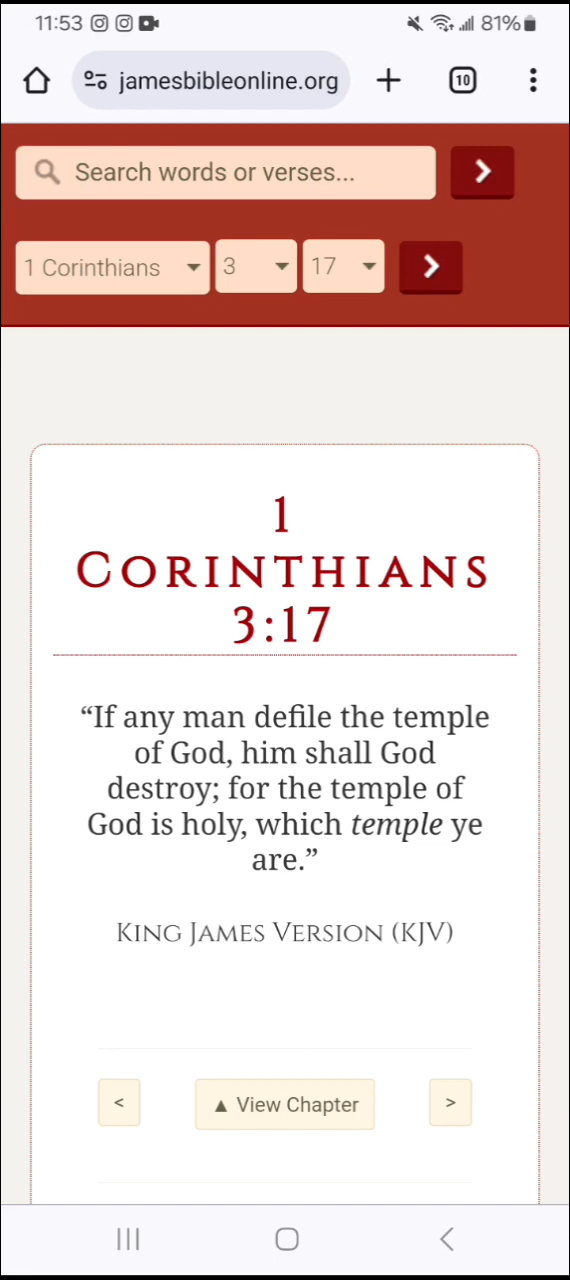 11:53 81%
jamesbibleonline.org 10
Search words or verses...
1 Corinthians 3 17
1
CORINTHIANS
3:17
“If any man defile the temple
of God, him shall God
destroy; for the temple of
God is holy, which temple ye
are.”
KING JAMES VERSION (KJV)
< ▲ View Chapter >